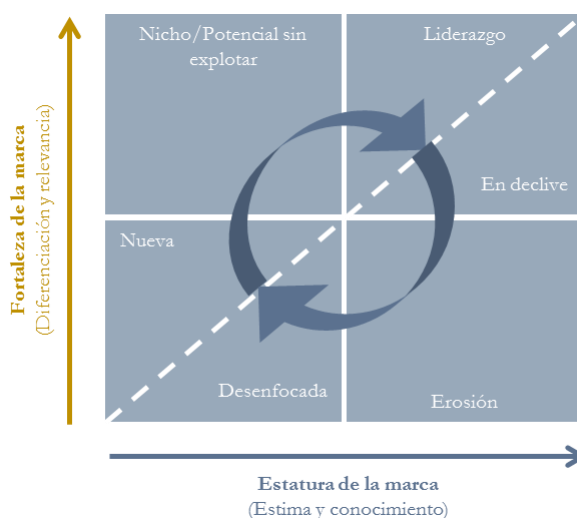 Nicho/Potencial sin
explotar
Liderazgo
En declive
Nueva
Desenfocada
Erosión
Fortaleza de la marca
(Diferenciación y relevancia)
Estatura de la marca
(Estima y conocimiento)